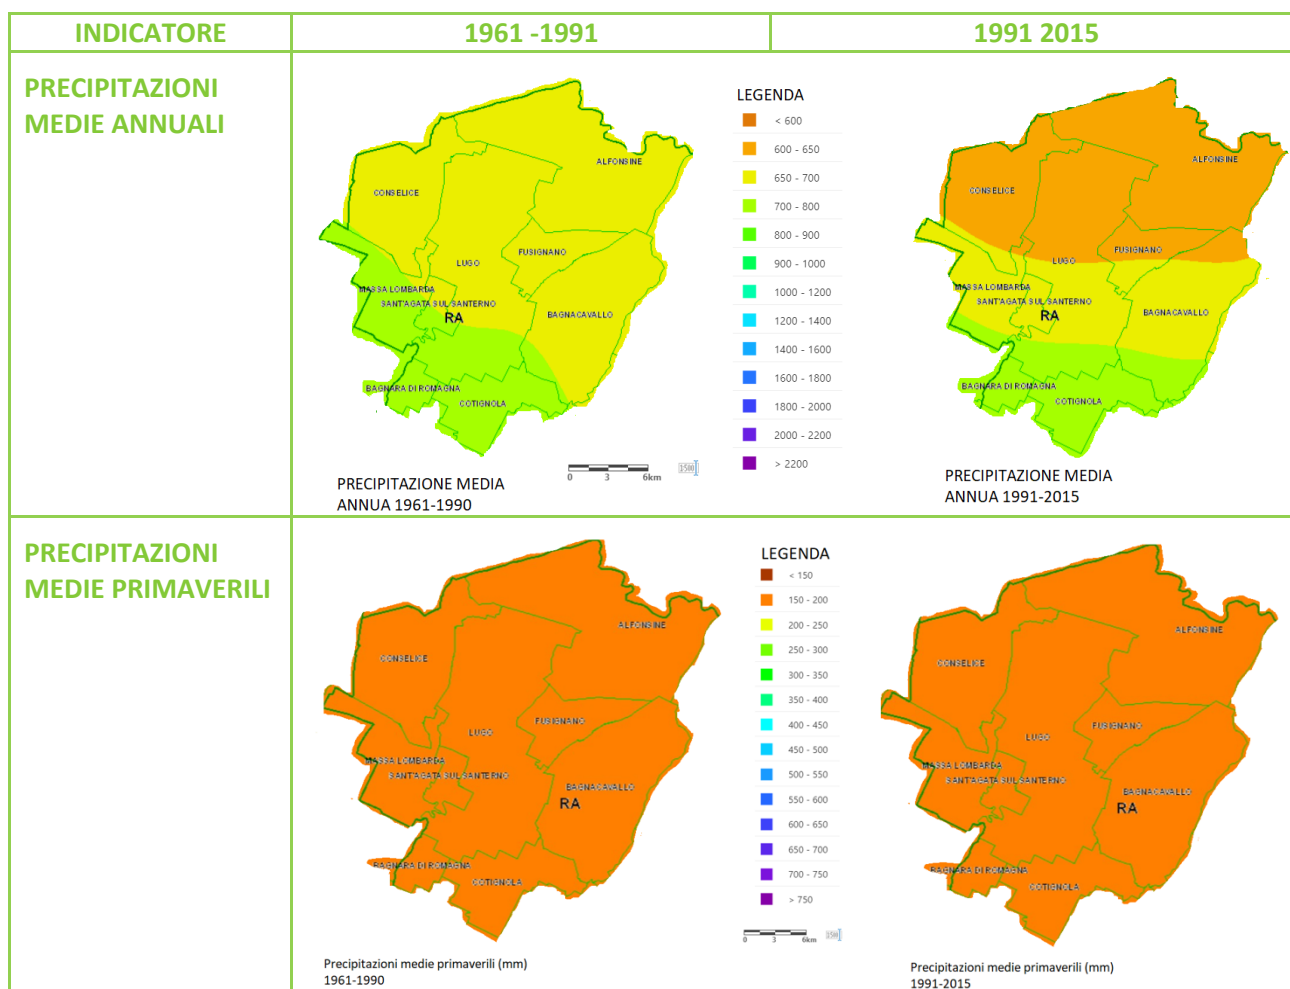 INDICATORE
1961 -1991
1991 2015
PRECIPITAZIONI
MEDIE ANNUALI
ALFONSINE
CONSELICE
FUSIGNANO
LUGO
MASSA LOMBARDA
SANT'AGATA SUL SANTERNO
RA
BAGNACAVALLO
BAGNARA DI ROMAGNA
COTIGNOLA
0 3 6km
PRECIPITAZIONE MEDIA
ANNUA 1961-1990
LEGENDA
< 600
600 - 650
650 - 700
700 - 800
800 - 900
900 - 1000
1000 - 1200
1200 - 1400
1400 - 1600
1600 - 1800
1800 - 2000
2000 - 2200
> 2200
ALFONSINE
CONSELICE
FUSIGNANO
LUGO
MASSA LOMBARDA
SANT'AGATA SUL SANTERNO
RA
BAGNACAVALLO
BAGNARA DI ROMAGNA
COTIGNOLA
PRECIPITAZIONE MEDIA
ANNUA 1991-2015
PRECIPITAZIONI
MEDIE PRIMAVERILI
ALFONSINE
CONSELICE
FUSIGNANO
LUGO
MASSA LOMBARDA
SANT'AGATA SUL SANTERNO
BAGNACAVALLO
RA
BAGNARA DI ROMAGNA
COTIGNOLA
Precipitazioni medie primaverili (mm)
1961-1990
LEGENDA
< 150
150 - 200
200 - 250
250 - 300
300 - 350
350 - 400
400 - 450
450 - 500
500 - 550
550 - 600
600 - 650
650 - 700
700 - 750
> 750
0 3 6km
ALFONSINE
CONSELICE
FUSIGNANO
LUGO
MASSA LOMBARDA
SANT'AGATA SUL SANTERNO
BAGNACAVALLO
RA
BAGNARA DI ROMAGNA
COTIGNOLA
Precipitazioni medie primaverili (mm)
1991-2015